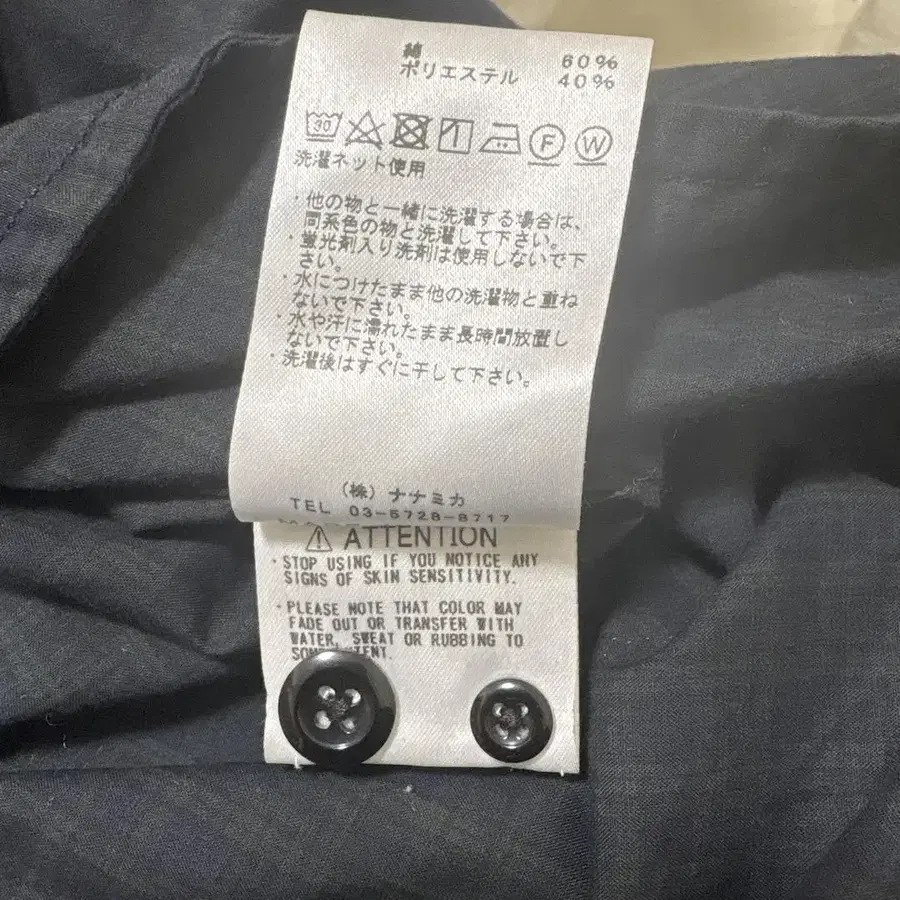 綿 60%
ポリエステル 40%
30 F W
洗濯ネット使用
・他の物と一緒に洗濯する場合は、
同系色の物と洗濯して下さい。
・蛍光剤入り洗剤は使用しないで下
さい。
・水につけたまま他の洗濯物と重ね
ないで下さい。
・水や汗に濡れたまま長時間放置し
ないで下さい。
・洗濯後はすぐに干して下さい。
(株) ナナミカ
TEL 03-5728-8717
⚠ ATTENTION
・STOP USING IF YOU NOTICE ANY
SIGNS OF SKIN SENSITIVITY.
・PLEASE NOTE THAT COLOR MAY
FADE OUT OR TRANSFER WITH
WATER, SWEAT OR RUBBING TO